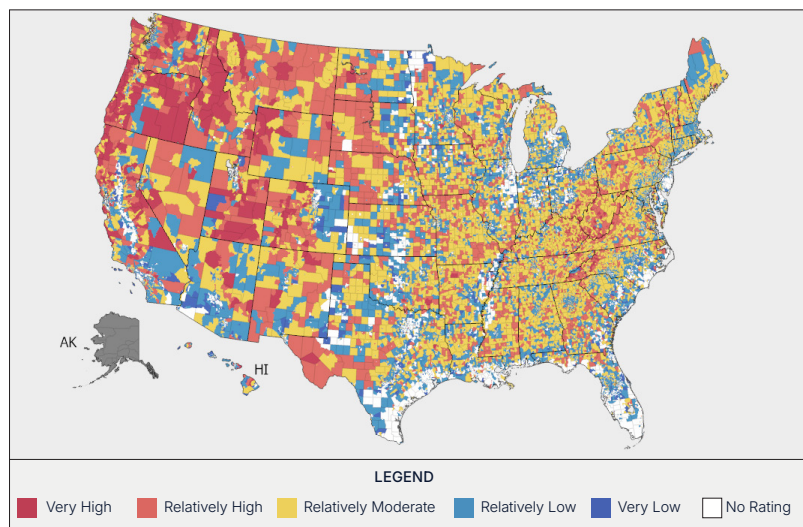 AK
HI
LEGEND
Very High Relatively High Relatively Moderate Relatively Low Very Low No Rating